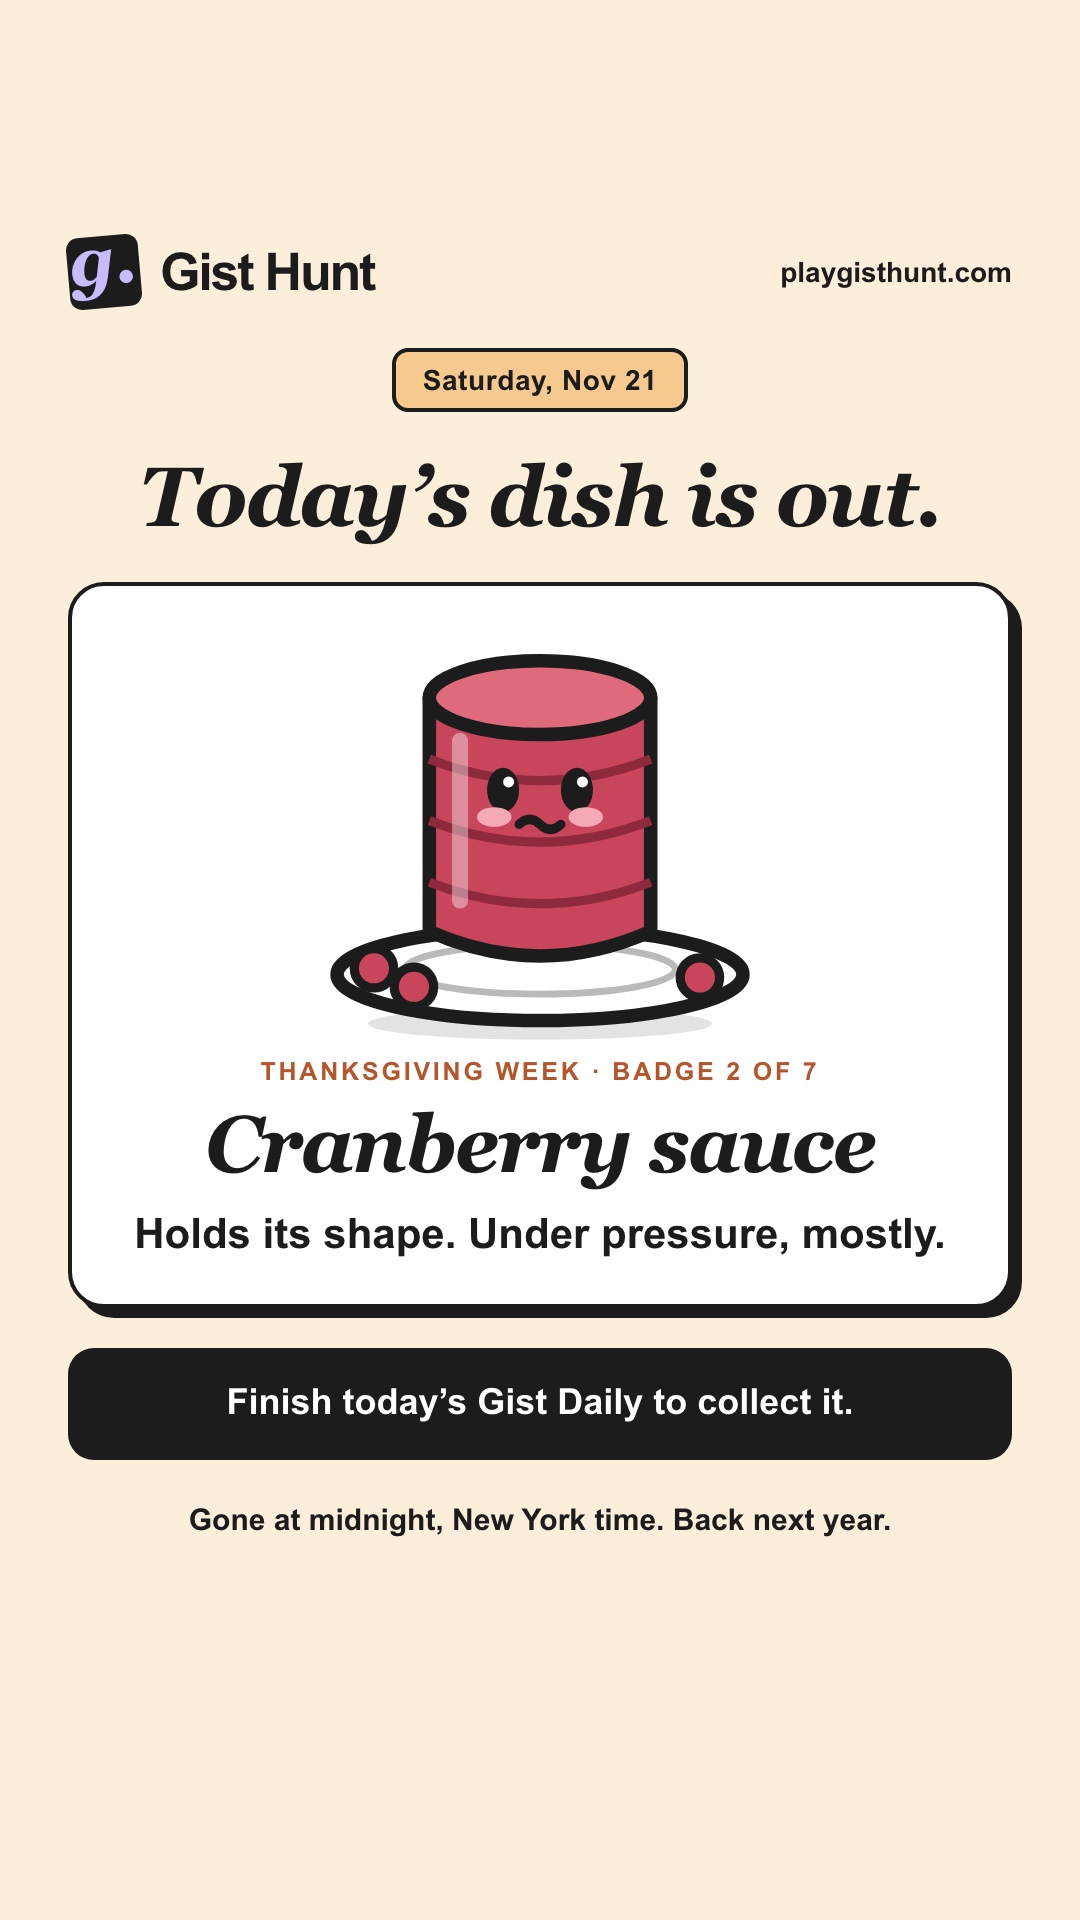 g. Gist Hunt
playgisthunt.com
Saturday, Nov 21
Today’s dish is out.
THANKSGIVING WEEK · BADGE 2 OF 7
Cranberry sauce
Holds its shape. Under pressure, mostly.
Finish today’s Gist Daily to collect it.
Gone at midnight, New York time. Back next year.